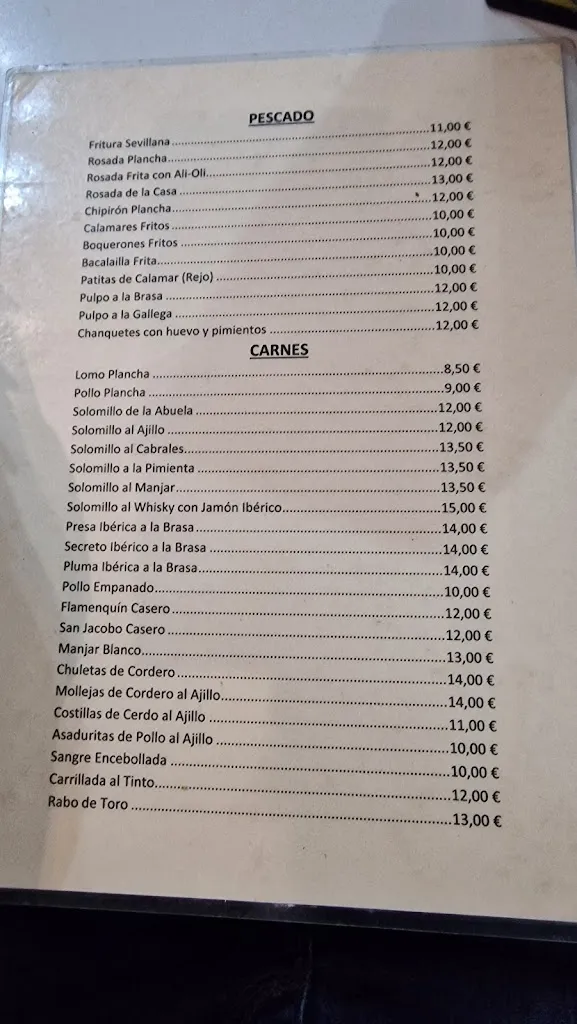 PESCADO
Fritura Sevillana ........ 11,00 €
Rosada Plancha ........ 12,00 €
Rosada Frita con Ali-Oli ........ 12,00 €
Rosada de la Casa ........ 13,00 €
Chipirón Plancha ........ 12,00 €
Calamares Fritos ........ 10,00 €
Boquerones Fritos ........ 10,00 €
Bacalailla Frita ........ 10,00 €
Patitas de Calamar (Rejo) ........ 10,00 €
Pulpo a la Brasa ........ 12,00 €
Pulpo a la Gallega ........ 12,00 €
Chanquetes con huevo y pimientos ........ 12,00 €
CARNES
Lomo Plancha ........ 8,50 €
Pollo Plancha ........ 9,00 €
Solomillo de la Abuela ........ 12,00 €
Solomillo al Ajillo ........ 12,00 €
Solomillo al Cabrales ........ 13,50 €
Solomillo a la Pimienta ........ 13,50 €
Solomillo al Manjar ........ 13,50 €
Solomillo al Whisky con Jamón Ibérico ........ 15,00 €
Presa Ibérica a la Brasa ........ 14,00 €
Secreto Ibérico a la Brasa ........ 14,00 €
Pluma Ibérica a la Brasa ........ 14,00 €
Pollo Empanado ........ 10,00 €
Flamenquín Casero ........ 12,00 €
San Jacobo Casero ........ 12,00 €
Manjar Blanco ........ 13,00 €
Chuletas de Cordero ........ 14,00 €
Mollejas de Cordero al Ajillo ........ 14,00 €
Costillas de Cerdo al Ajillo ........ 11,00 €
Asaduritas de Pollo al Ajillo ........ 10,00 €
Sangre Encebollada ........ 10,00 €
Carrillada al Tinto ........ 12,00 €
Rabo de Toro ........ 13,00 €